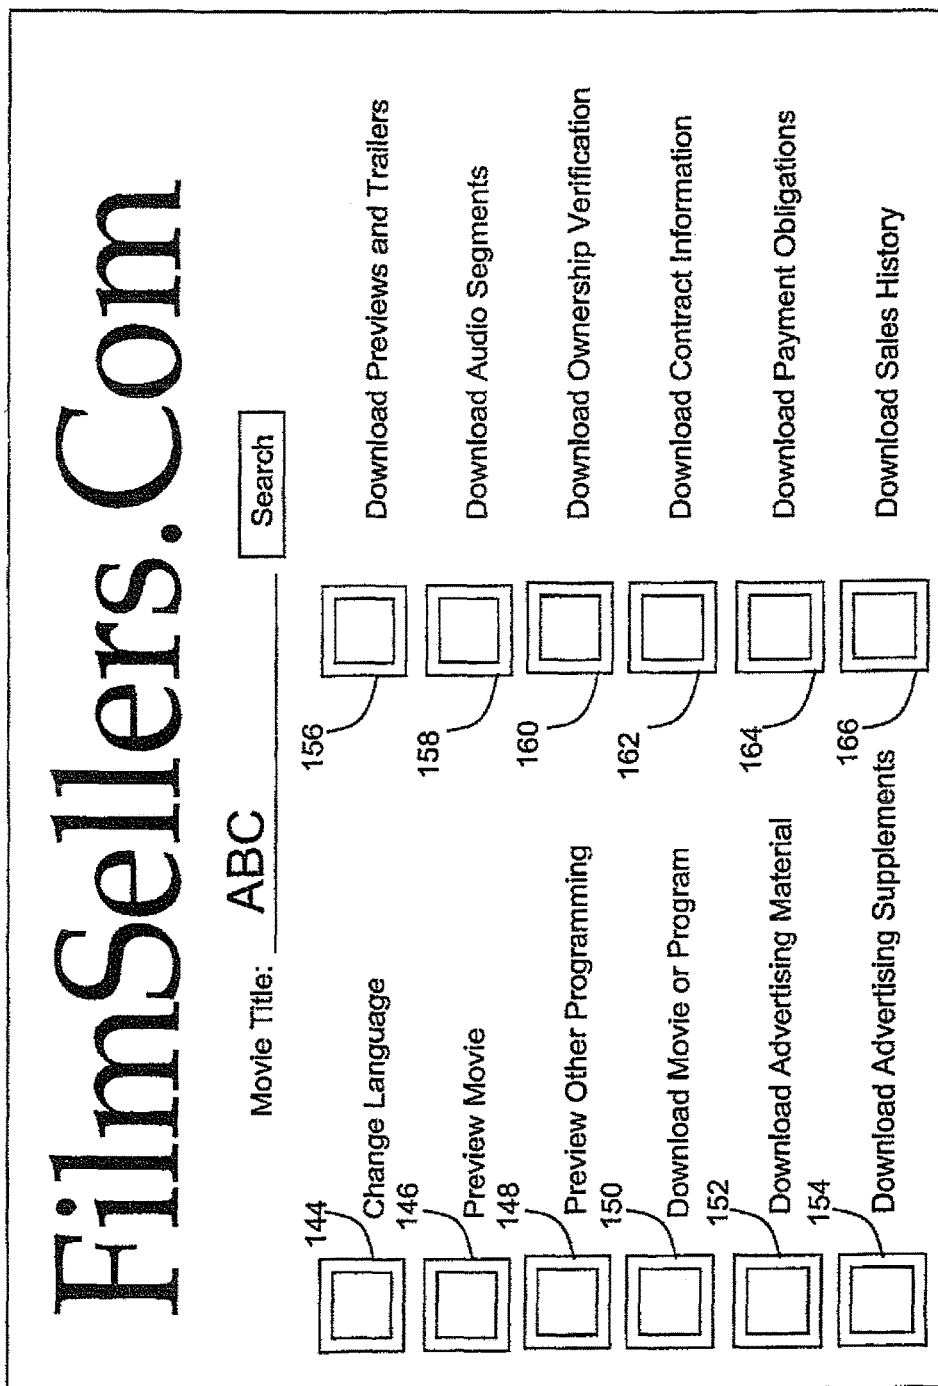 FilmSellers.Com
Movie Title: ABC Search
144 Change Language
156 Download Previews and Trailers
146 Preview Movie
158 Download Audio Segments
148 Preview Other Programming
160 Download Ownership Verification
150 Download Movie or Program
162 Download Contract Information
152 Download Advertising Material
164 Download Payment Obligations
154 Download Advertising Supplements
166 Download Sales History